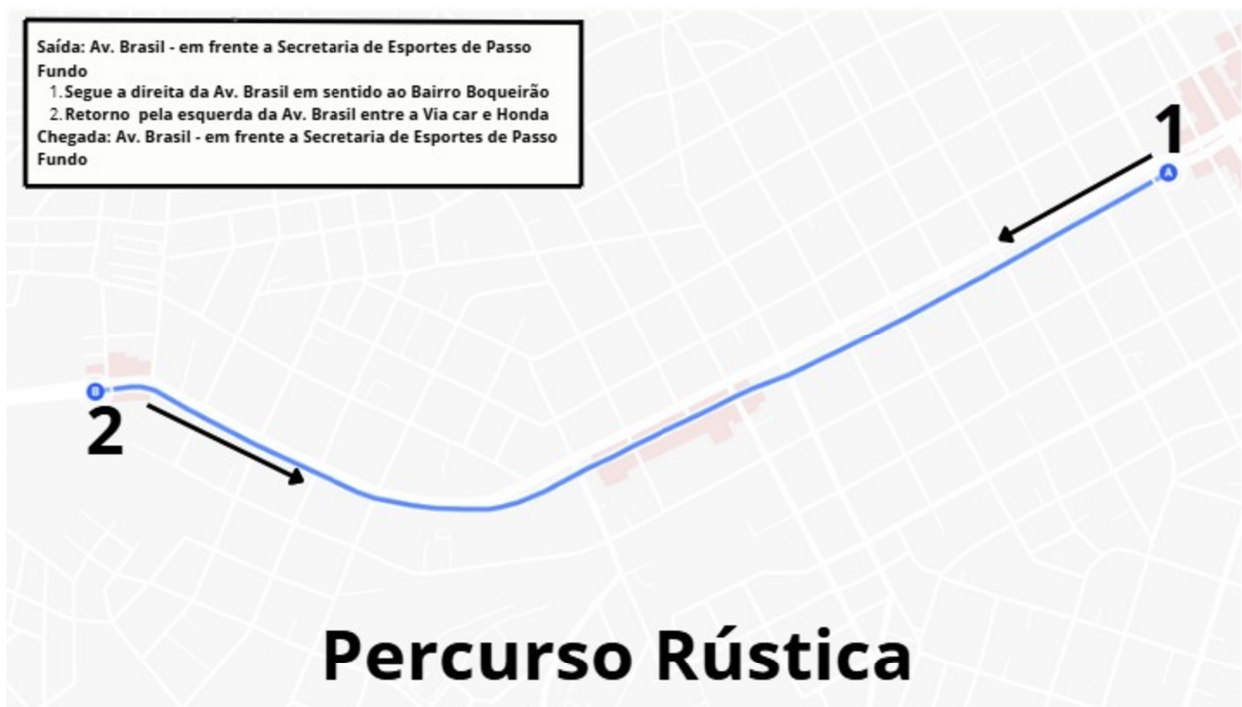 Saída: Av. Brasil - em frente a Secretaria de Esportes de Passo
Fundo
1. Segue a direita da Av. Brasil em sentido ao Bairro Boqueirão
2. Retorno pela esquerda da Av. Brasil entre a Via car e Honda
Chegada: Av. Brasil - em frente a Secretaria de Esportes de Passo
Fundo
1
A
B
2
Percurso Rústica